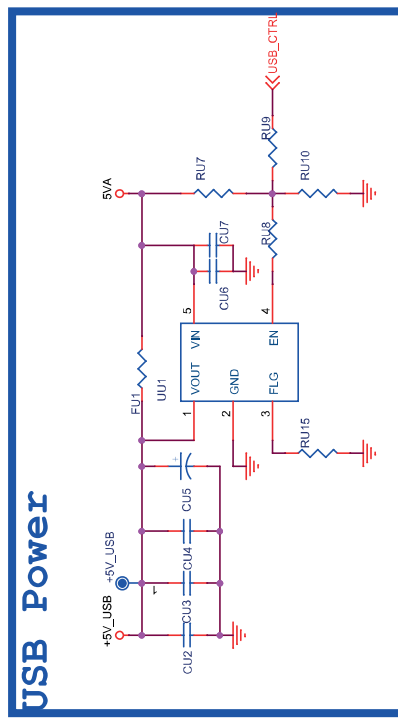 USB Power
+5V_USB
+5V_USB
1
CU2
CU3
CU4
CU5
FU1
UU1
1
2
3
VOUT
GND
FLG
VIN
EN
5
4
CU6
CU7
RU15
5VA
RU7
RU8
RU9
RU10
USB_CTRL